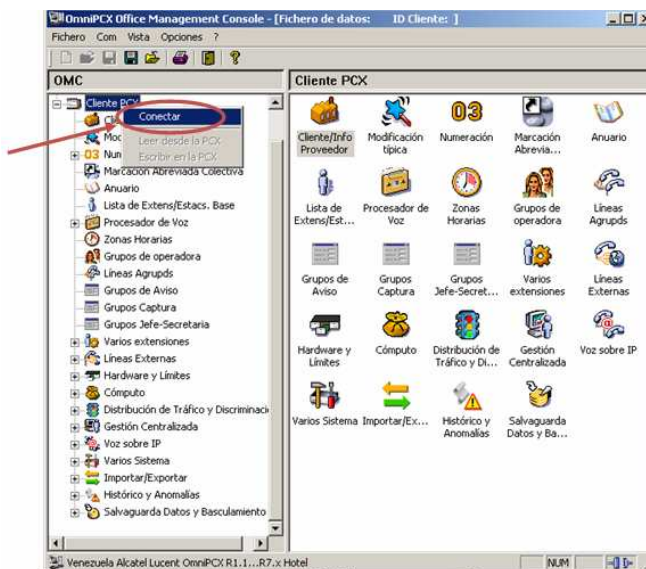 OmniPCX Office Management Console - [Fichero de datos: ID Cliente: ]
Fichero Com Vista Opciones ?
OMC
Cliente PCX
Conectar
Leer desde la PCX
Escribir en la PCX
03
Marcación Abreviada Colectiva
Anuario
Lista de Extens/Estacs. Base
Procesador de Voz
Zonas Horarias
Grupos de operadora
Líneas Agrupds
Grupos de Aviso
Grupos Captura
Grupos Jefe-Secretaria
Varios extensiones
Líneas Externas
Hardware y Límites
Cómputo
Distribución de Tráfico y Discriminaci
Gestión Centralizada
Voz sobre IP
Varios Sistema
Importar/Exportar
Histórico y Anomalías
Salvaguarda Datos y Basculamiento
Cliente PCX
03
Cliente/Info Modificación Numeración Marcación Anuario
Proveedor típica Abrevia...
Lista de Procesador de Zonas Grupos de Líneas
Extens/Est... Voz Horarias operadora Agrupds
Grupos de Grupos Grupos Varios Líneas
Aviso Captura Jefe-Secret... extensiones Externas
Hardware y Cómputo Distribución de Gestión Voz sobre IP
Límites Tráfico y Di... Centralizada
Varios Sistema Importar/Ex... Histórico y Salvaguarda
Anomalías Datos y Ba...
Venezuela Alcatel Lucent OmniPCX R1.1...R7.x Hotel NUM